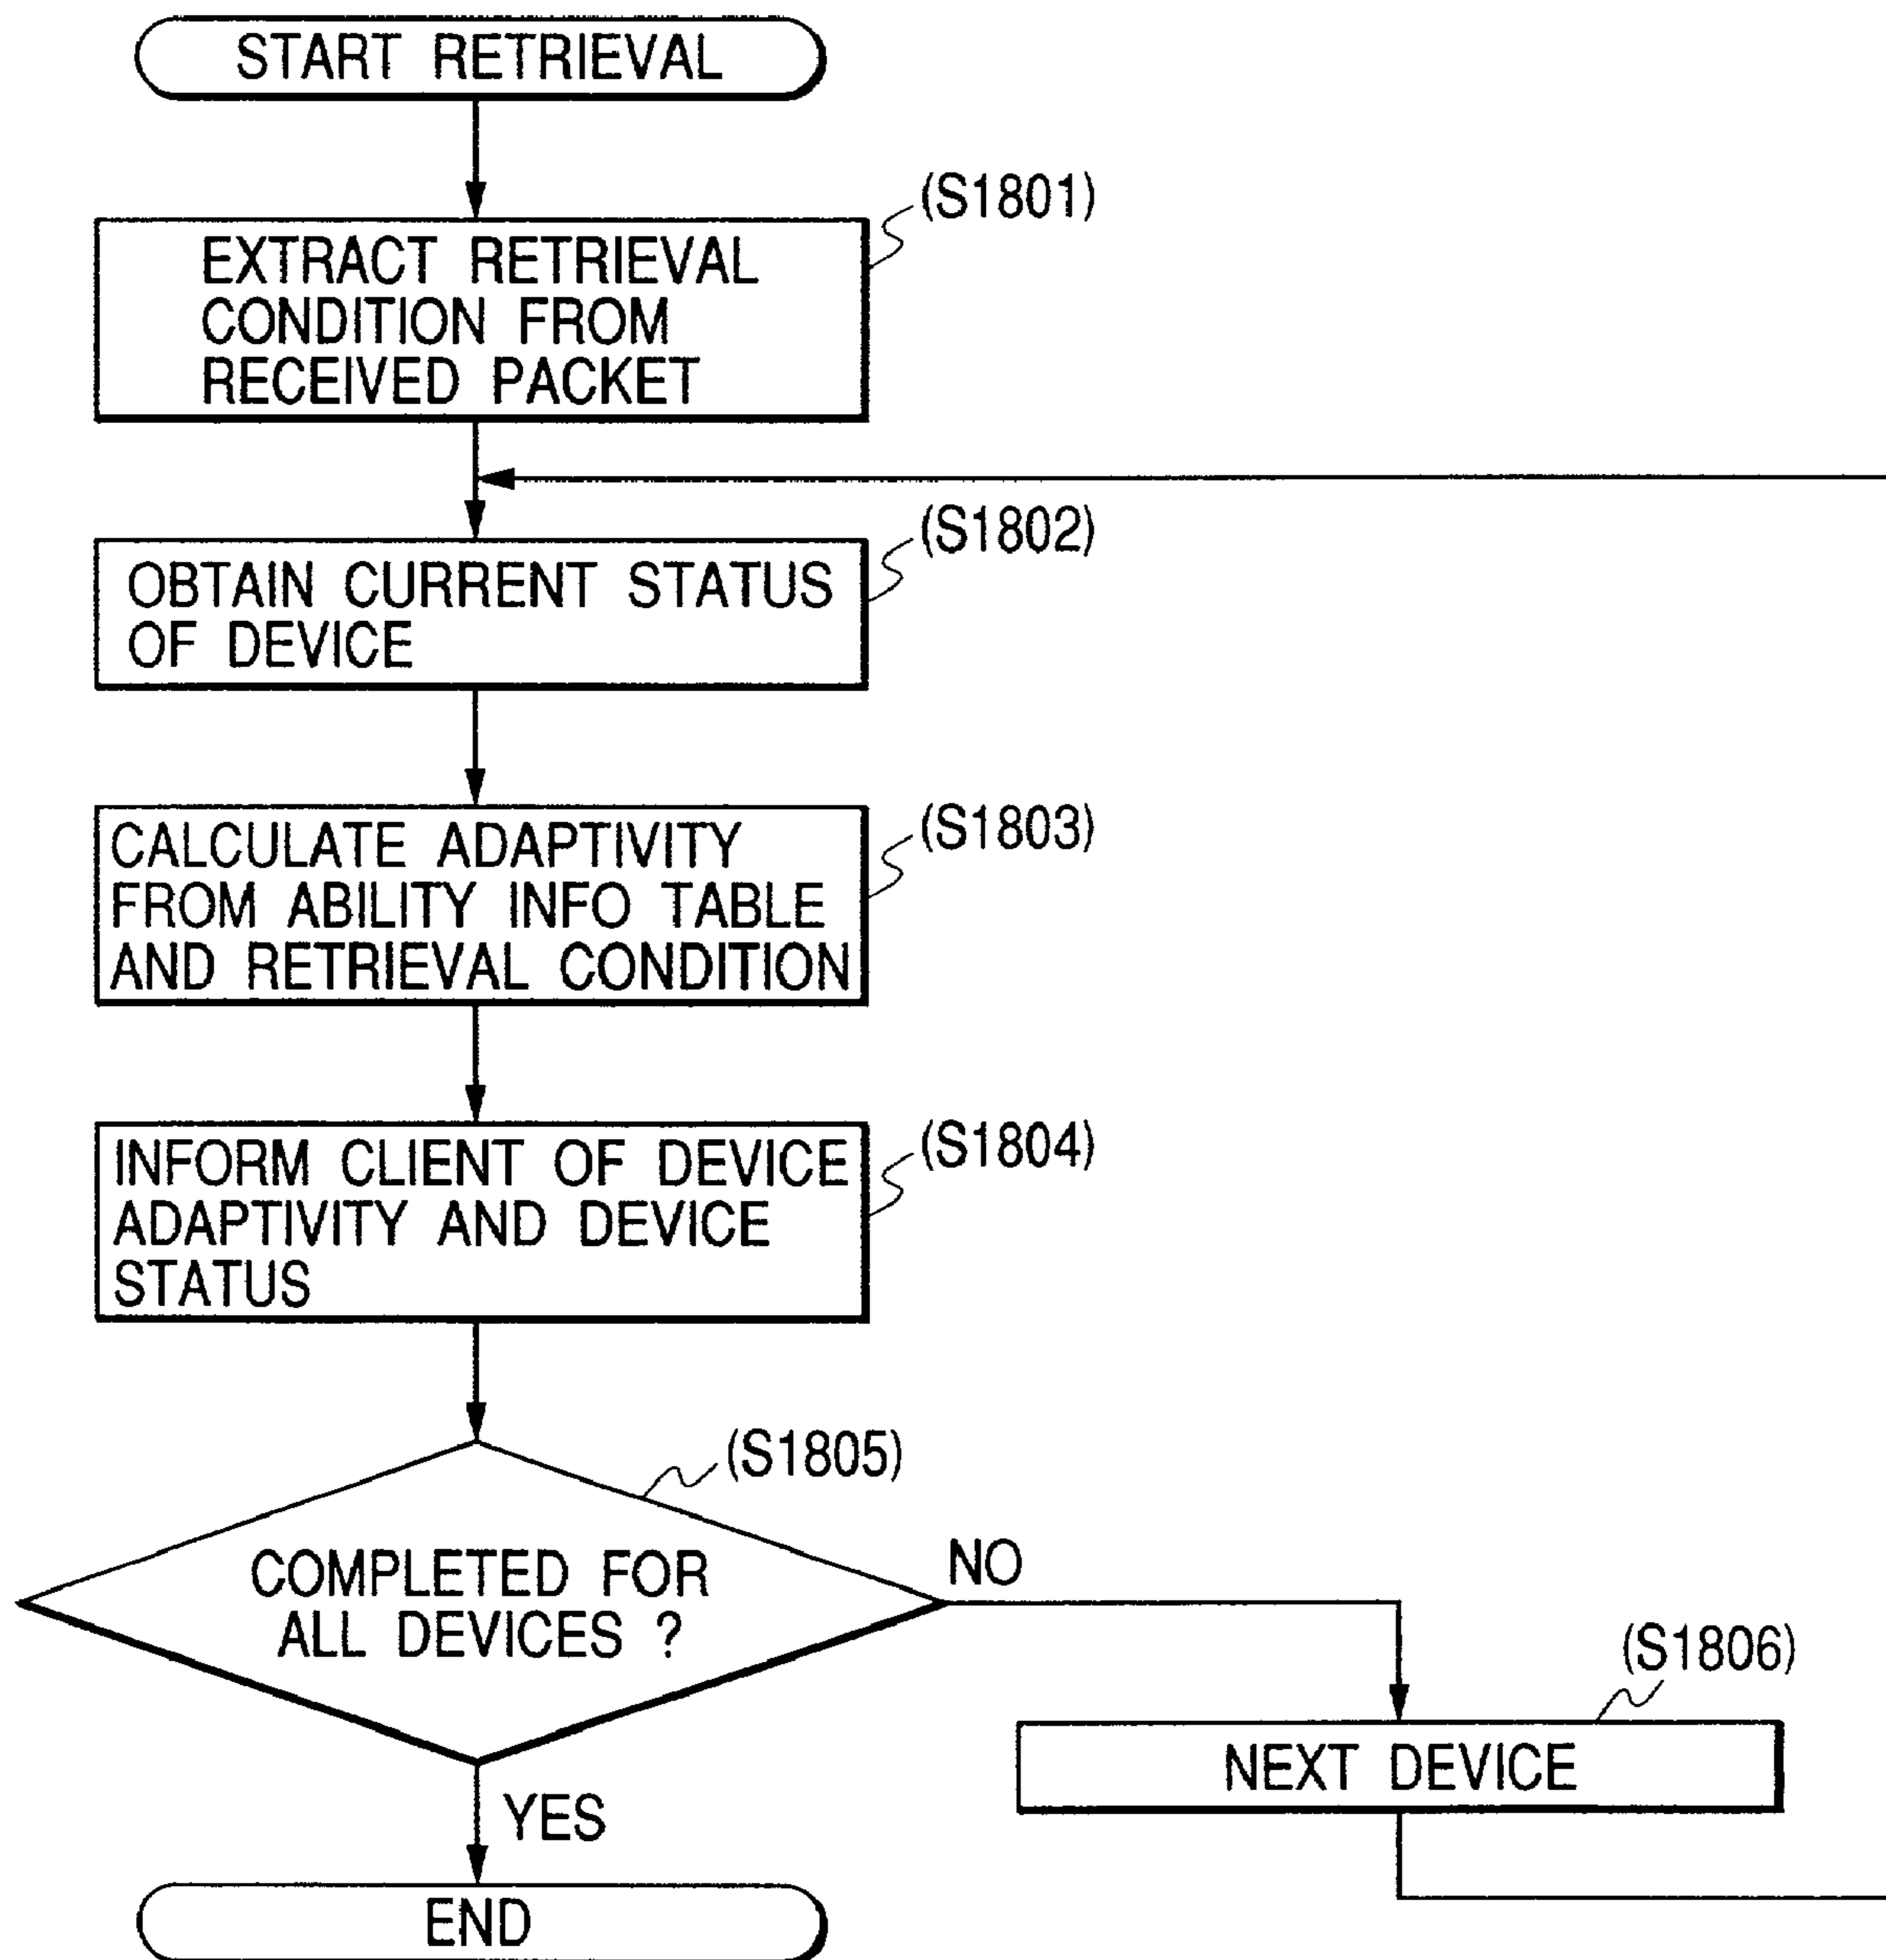 START RETRIEVAL
(S1801)
EXTRACT RETRIEVAL
CONDITION FROM
RECEIVED PACKET
(S1802)
OBTAIN CURRENT STATUS
OF DEVICE
(S1803)
CALCULATE ADAPTIVITY
FROM ABILITY INFO TABLE
AND RETRIEVAL CONDITION
(S1804)
INFORM CLIENT OF DEVICE
ADAPTIVITY AND DEVICE
STATUS
(S1805)
COMPLETED FOR
ALL DEVICES ?
NO
(S1806)
NEXT DEVICE
YES
END